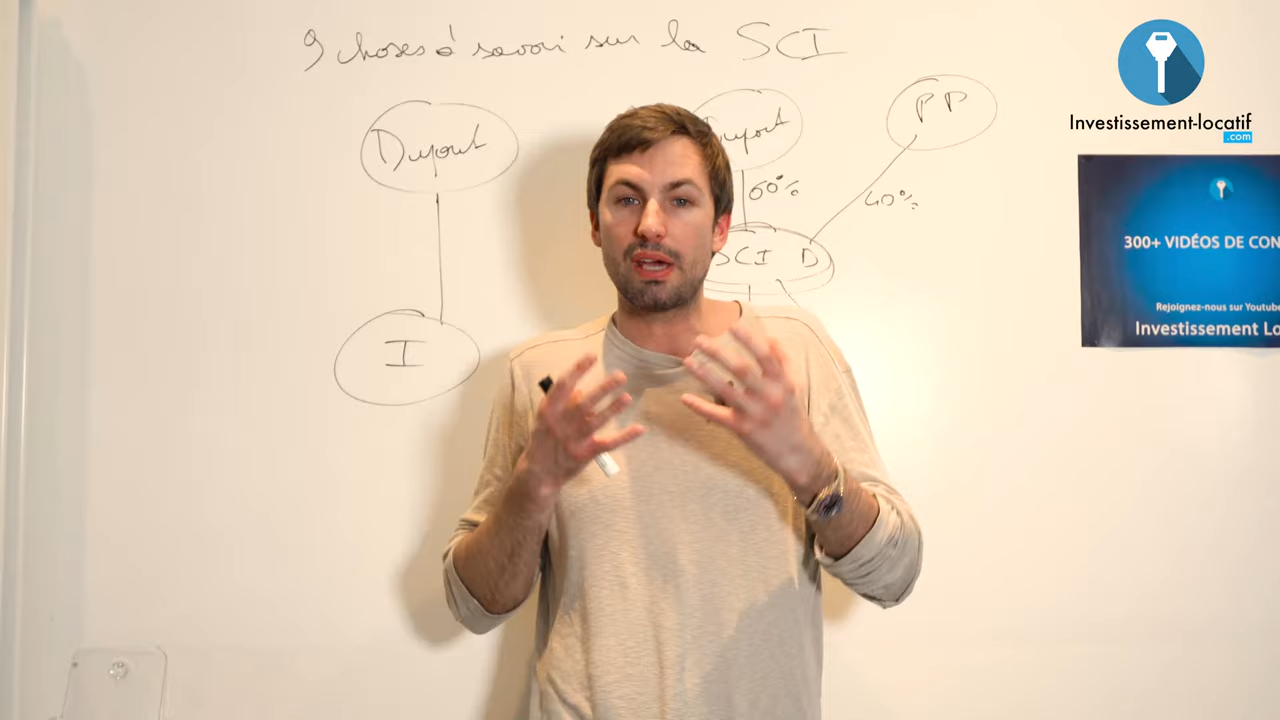 9 choses à savoir sur la SCI
Dupont
Dupont
PP
60%
40%
SCI D
I
Investissement-locatif
.com
300+ VIDÉOS DE CON
Rejoignez-nous sur Youtube
Investissement Lo